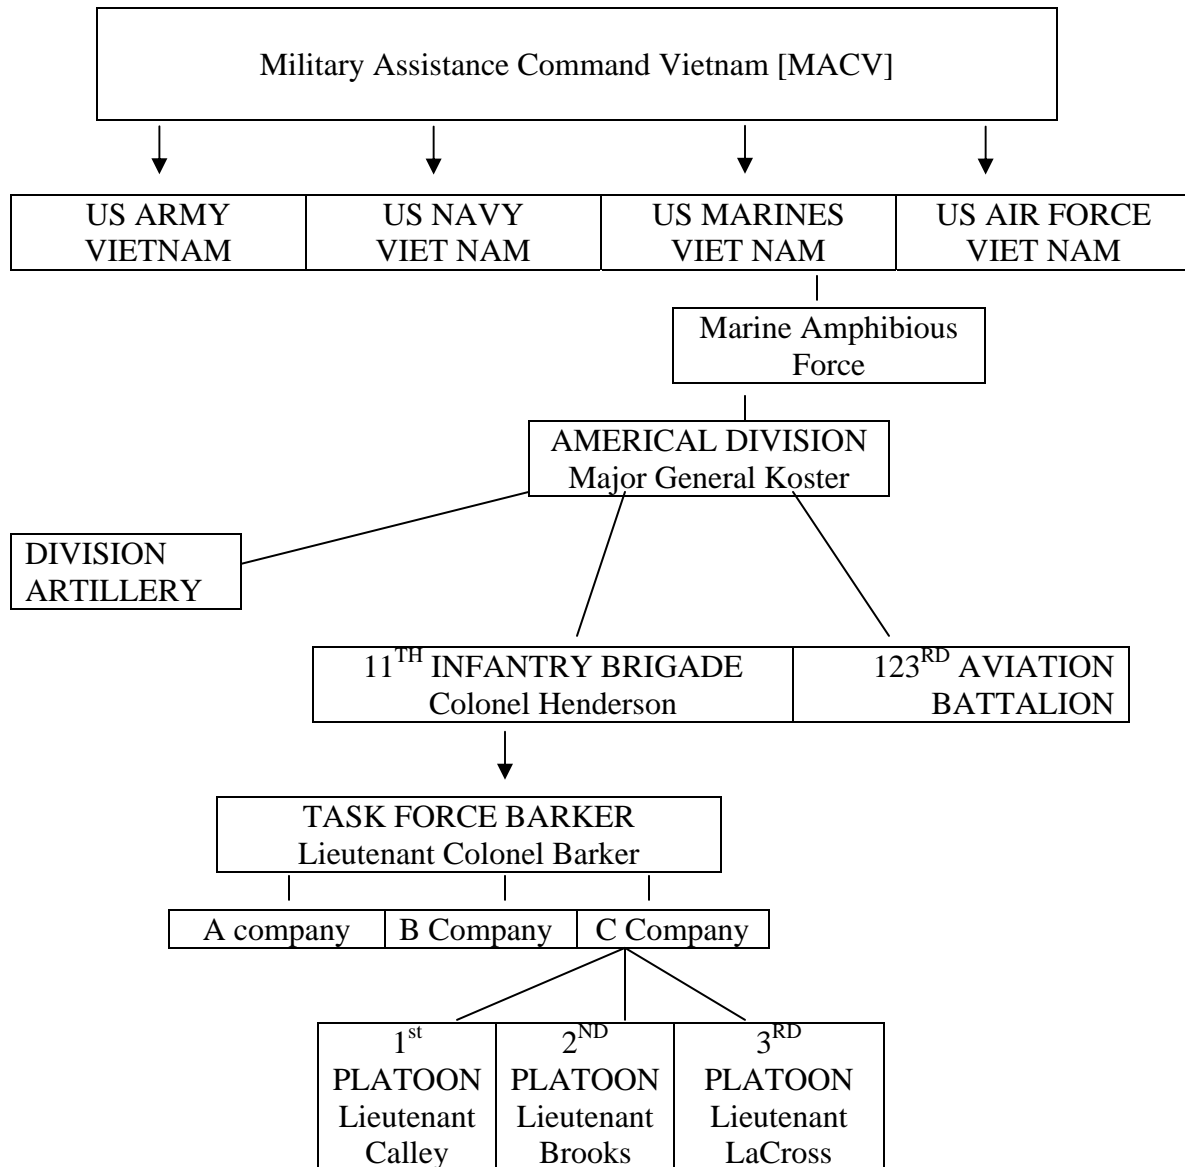 Military Assistance Command Vietnam [MACV]
US ARMY
VIETNAM
US NAVY
VIET NAM
US MARINES
VIET NAM
US AIR FORCE
VIET NAM
Marine Amphibious
Force
AMERICAL DIVISION
Major General Koster
DIVISION
ARTILLERY
11TH INFANTRY BRIGADE
Colonel Henderson
123RD AVIATION
BATTALION
TASK FORCE BARKER
Lieutenant Colonel Barker
A company
B Company
C Company
1st
PLATOON
Lieutenant
Calley
2ND
PLATOON
Lieutenant
Brooks
3RD
PLATOON
Lieutenant
LaCross